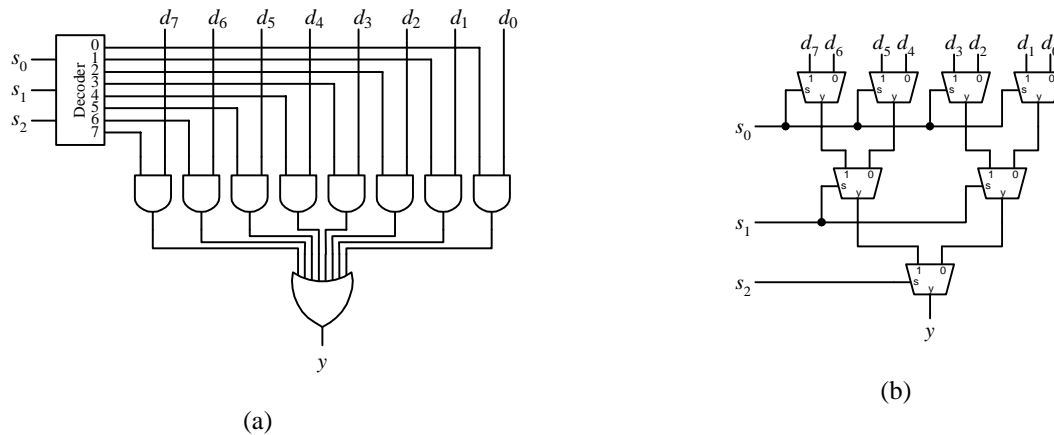 d7 d6 d5 d4 d3 d2 d1 d0
s0
s1
s2
Decoder
0
1
2
3
4
5
6
7
y
(a)
d7 d6 d5 d4 d3 d2 d1
1 0 1 0 1 0 1 0
s y s y s y s y
s0
1 0 1 0
s y s y
s1
1 0
s y
s2
y
(b)